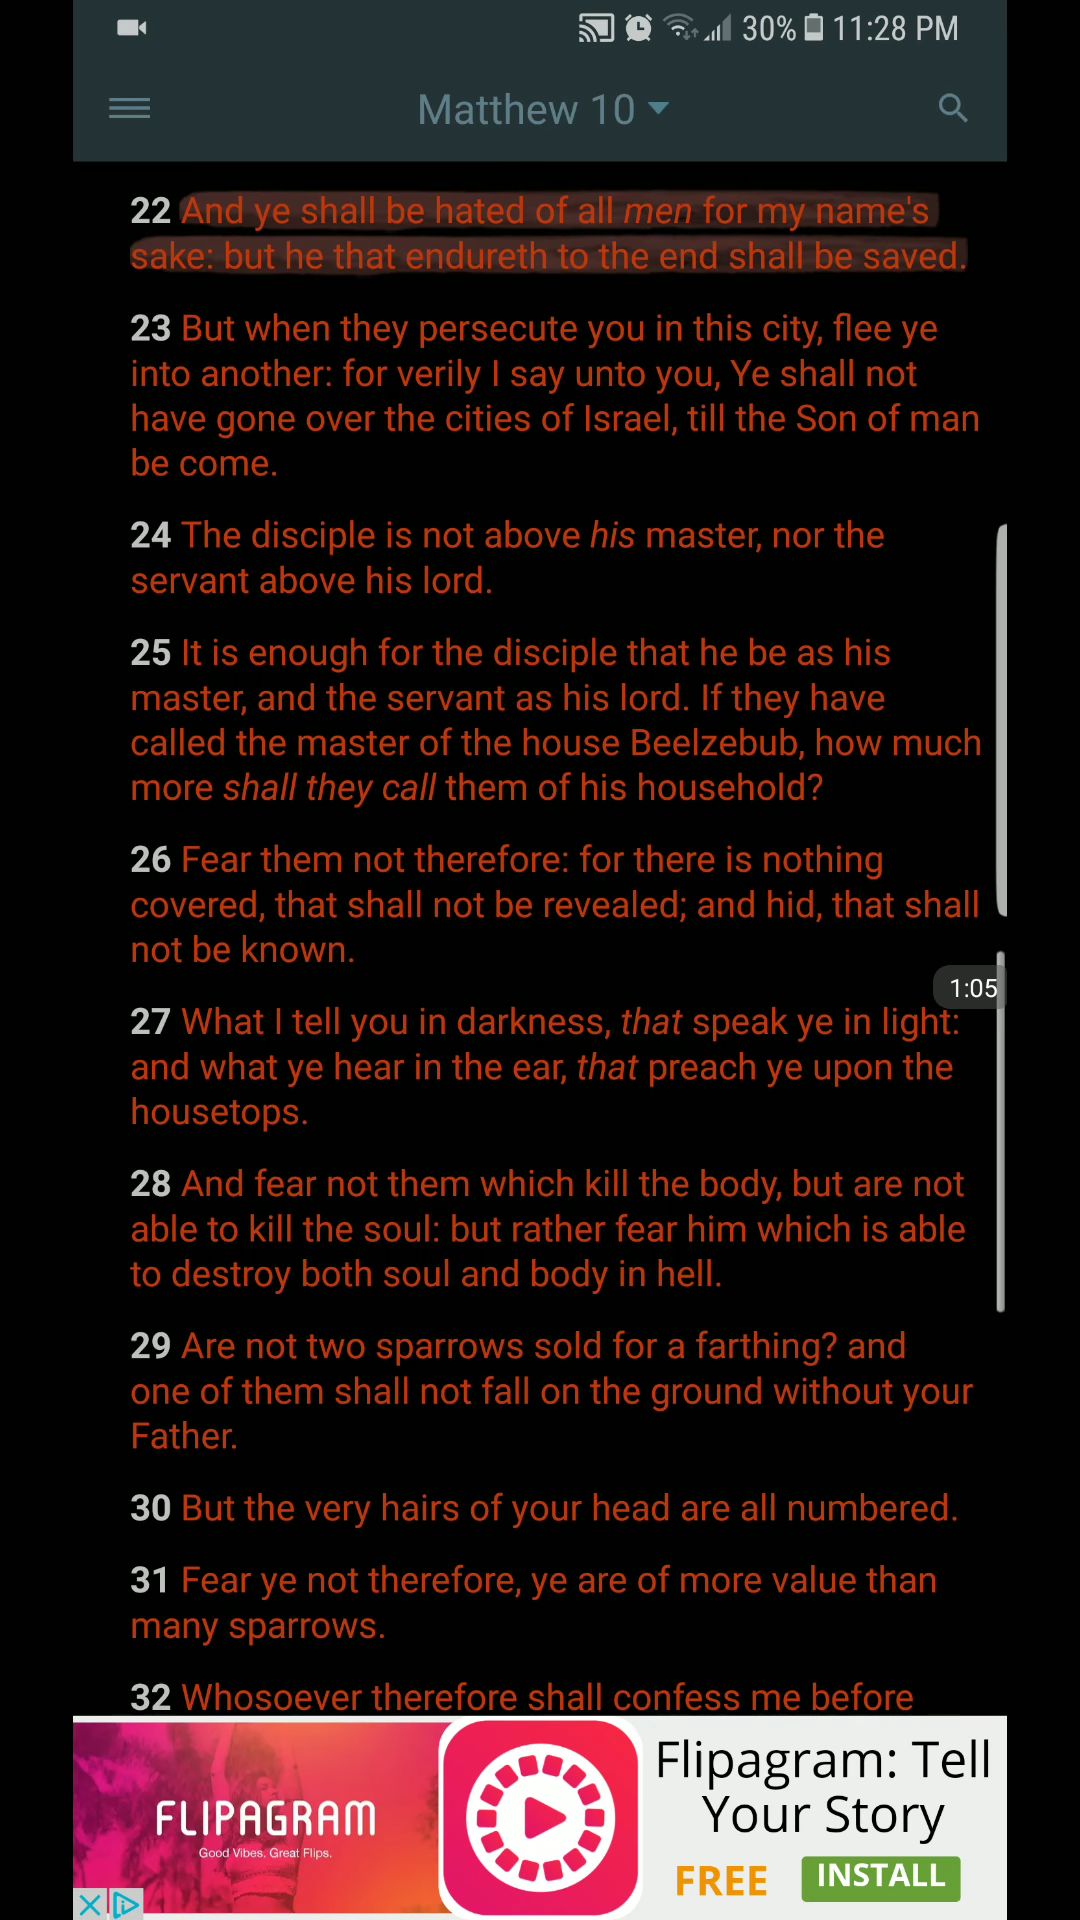 30% 11:28 PM
Matthew 10
22 And ye shall be hated of all men for my name's
sake: but he that endureth to the end shall be saved.
23 But when they persecute you in this city, flee ye
into another: for verily I say unto you, Ye shall not
have gone over the cities of Israel, till the Son of man
be come.
24 The disciple is not above his master, nor the
servant above his lord.
25 It is enough for the disciple that he be as his
master, and the servant as his lord. If they have
called the master of the house Beelzebub, how much
more shall they call them of his household?
26 Fear them not therefore: for there is nothing
covered, that shall not be revealed; and hid, that shall
not be known.
1:05
27 What I tell you in darkness, that speak ye in light:
and what ye hear in the ear, that preach ye upon the
housetops.
28 And fear not them which kill the body, but are not
able to kill the soul: but rather fear him which is able
to destroy both soul and body in hell.
29 Are not two sparrows sold for a farthing? and
one of them shall not fall on the ground without your
Father.
30 But the very hairs of your head are all numbered.
31 Fear ye not therefore, ye are of more value than
many sparrows.
32 Whosoever therefore shall confess me before
FLIPAGRAM
Good Vibes. Great Flips.
Flipagram: Tell
Your Story
FREE INSTALL